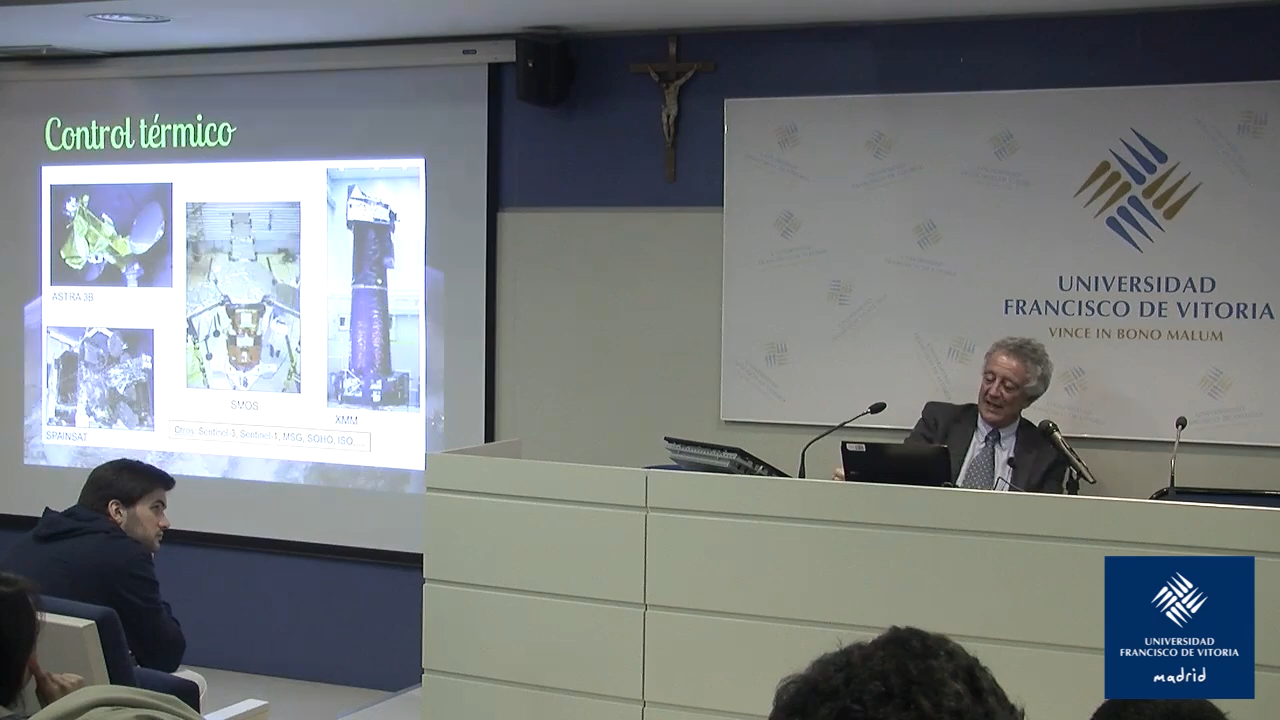 Control térmico
ASTRA 3B
SMOS
XMM
SPAINSAT
Otros: Sentinel-3, Sentinel-1, MSG, SOHO, ISO...
UNIVERSIDAD
FRANCISCO DE VITORIA
VINCE IN BONO MALUM
UNIVERSIDAD
FRANCISCO DE VITORIA
madrid